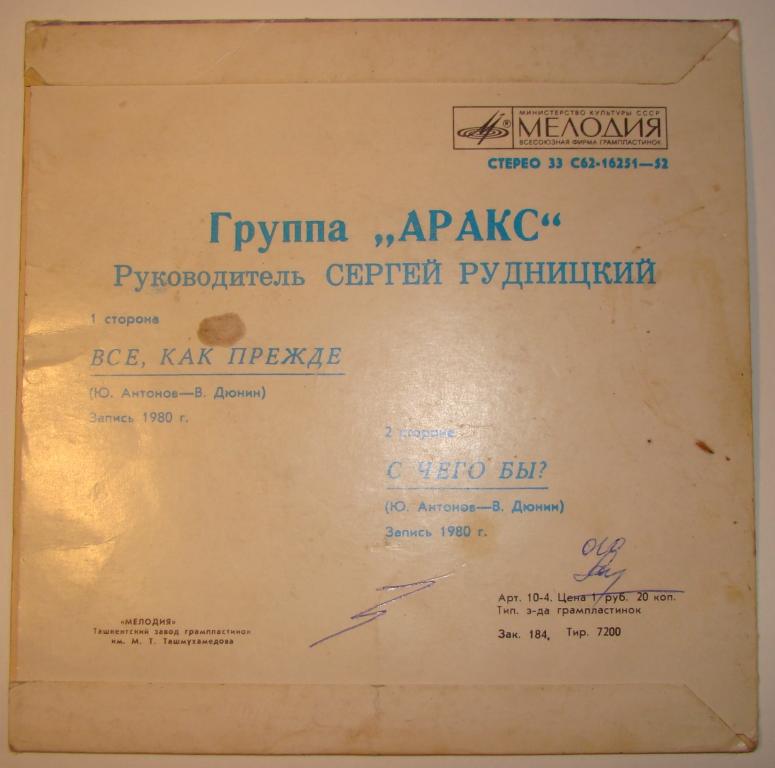 МИНИСТЕРСТВО КУЛЬТУРЫ СССР
МЕЛОДИЯ
ВСЕСОЮЗНАЯ ФИРМА ГРАМПЛАСТИНОК
СТЕРЕО 33 С62-16251—52
Группа „АРАКС“
Руководитель СЕРГЕЙ РУДНИЦКИЙ
1 сторона
ВСЕ, КАК ПРЕЖДЕ
(Ю. Антонов—В. Дюнин)
Запись 1980 г.
2 сторона
С ЧЕГО БЫ?
(Ю. Антонов—В. Дюнин)
Запись 1980 г.
Арт. 10-4. Цена 1 руб. 20 коп.
Тип. з-да грампластинок
Зак. 184. Тир. 7200
«МЕЛОДИЯ»
Ташкентский завод грампластинок
им. М. Т. Ташмухамедова